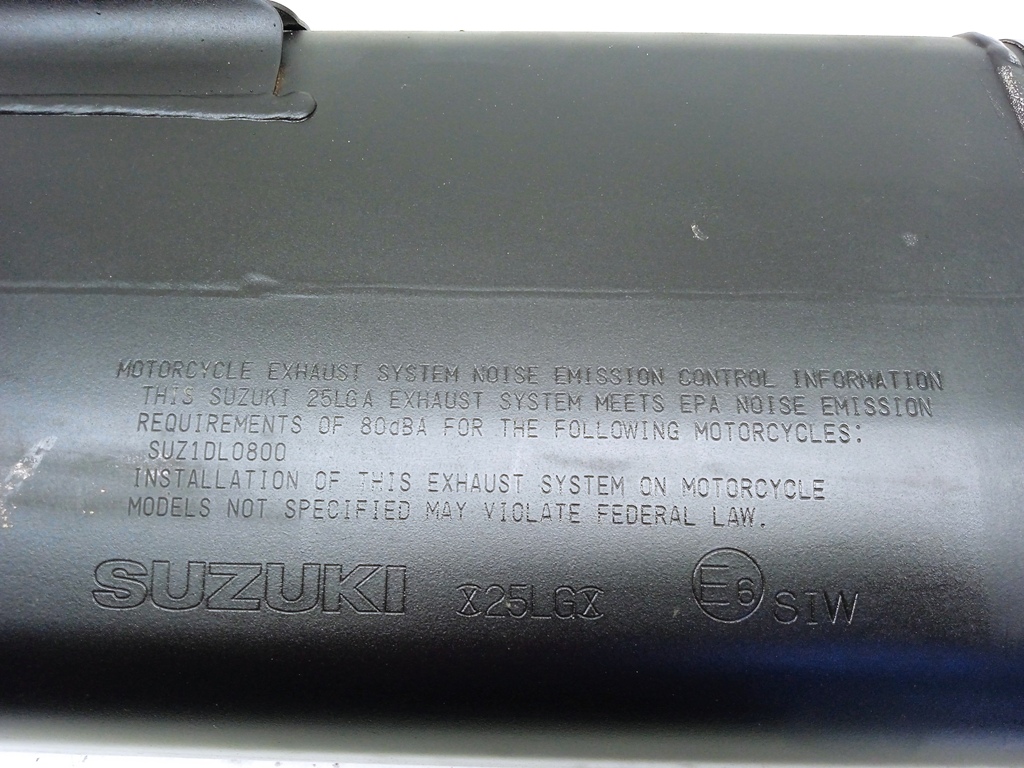 MOTORCYCLE EXHAUST SYSTEM NOISE EMISSION CONTROL INFORMATION
THIS SUZUKI 25LGA EXHAUST SYSTEM MEETS EPA NOISE EMISSION
REQUIREMENTS OF 80dBA FOR THE FOLLOWING MOTORCYCLES:
SUZ1DL0800
INSTALLATION OF THIS EXHAUST SYSTEM ON MOTORCYCLE
MODELS NOT SPECIFIED MAY VIOLATE FEDERAL LAW.
SUZUKI 25LG E6 SIW